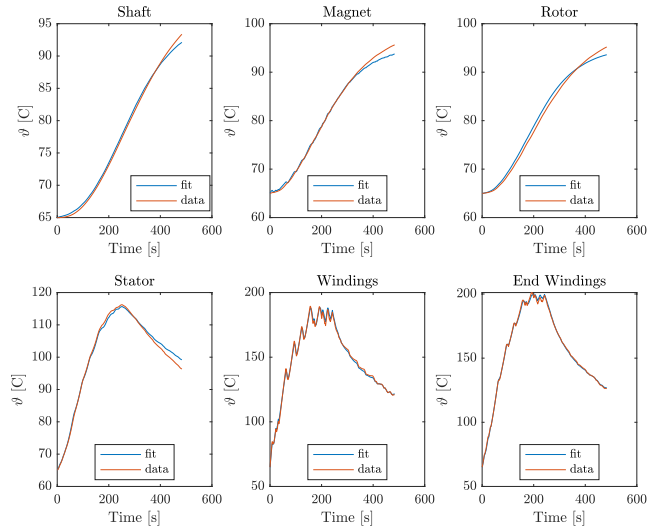 Shaft
95
90
85
80
75
70
65
ϑ [C]
fit
data
0 200 400 600
Time [s]
Magnet
100
90
80
70
60
ϑ [C]
fit
data
0 200 400 600
Time [s]
Rotor
100
90
80
70
60
ϑ [C]
fit
data
0 200 400 600
Time [s]
Stator
120
110
100
90
80
70
60
ϑ [C]
fit
data
0 200 400 600
Time [s]
Windings
200
150
100
50
ϑ [C]
fit
data
0 200 400 600
Time [s]
End Windings
200
150
100
50
ϑ [C]
fit
data
0 200 400 600
Time [s]